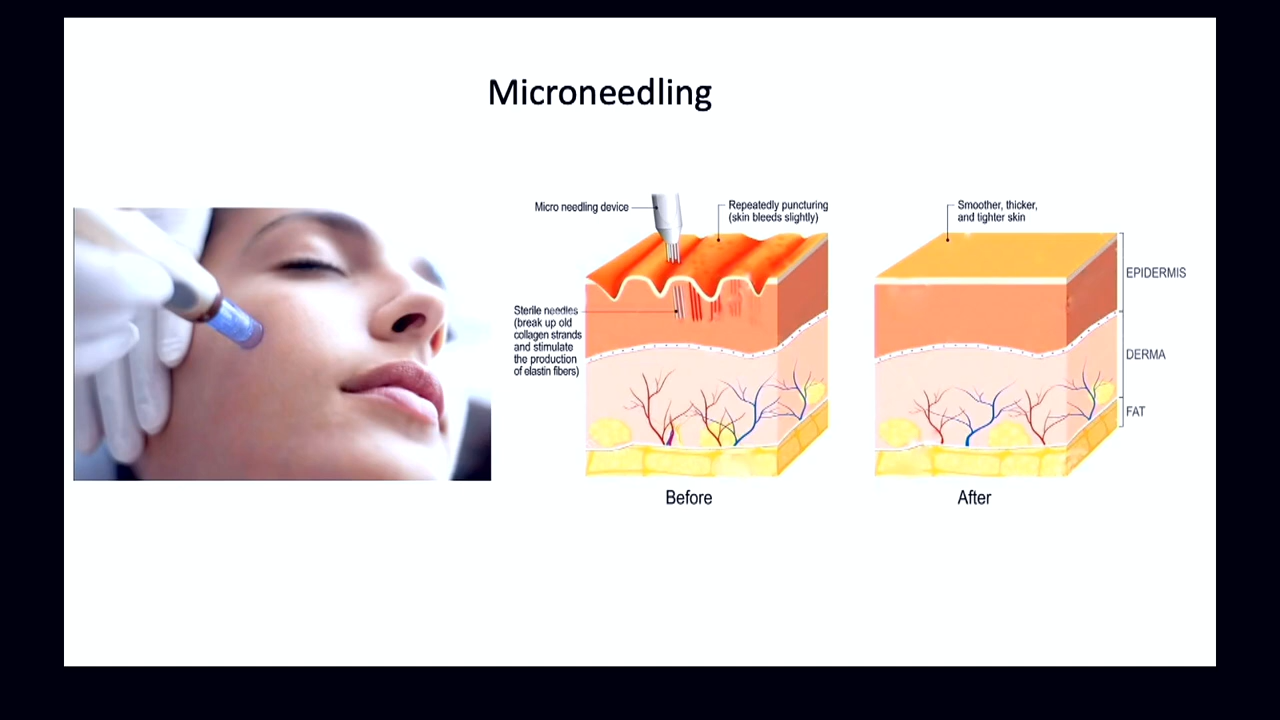 Microneedling
Micro needling device
Repeatedly puncturing
(skin bleeds slightly)
Sterile needles
(break up old
collagen strands
and stimulate
the production
of elastin fibers)
Before
Smoother, thicker,
and tighter skin
EPIDERMIS
DERMA
FAT
After